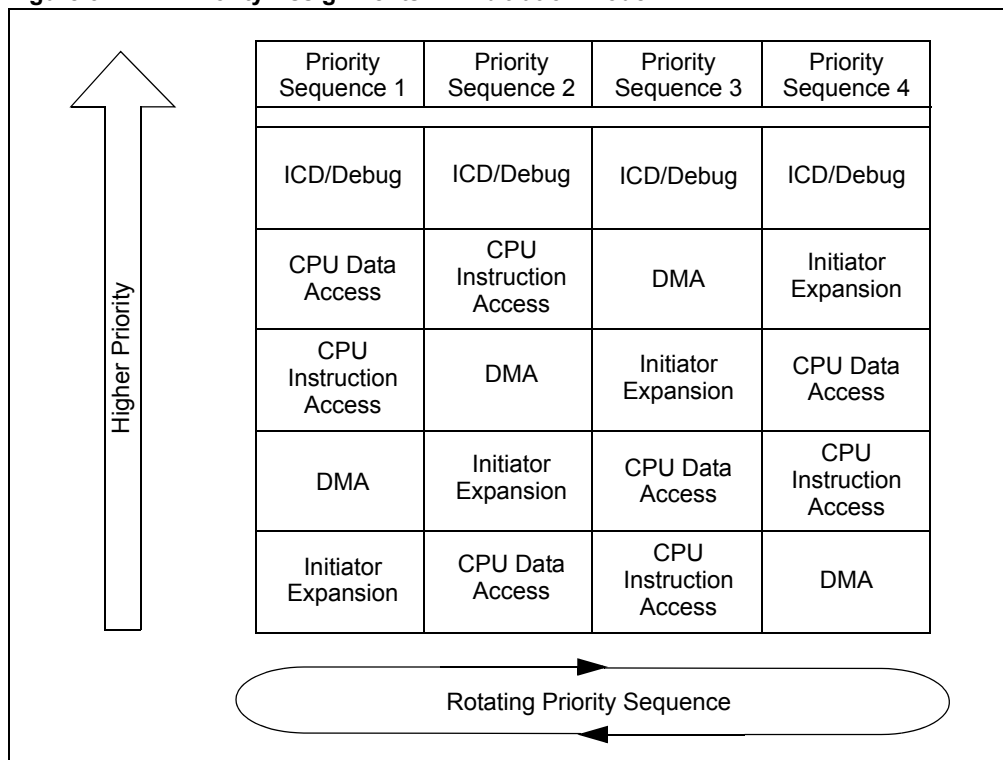 Priority
Sequence 1
Priority
Sequence 2
Priority
Sequence 3
Priority
Sequence 4
ICD/Debug
ICD/Debug
ICD/Debug
ICD/Debug
CPU Data
Access
CPU
Instruction
Access
DMA
Initiator
Expansion
CPU
Instruction
Access
DMA
Initiator
Expansion
CPU Data
Access
DMA
Initiator
Expansion
CPU Data
Access
CPU
Instruction
Access
Initiator
Expansion
CPU Data
Access
CPU
Instruction
Access
DMA
Higher Priority
Rotating Priority Sequence